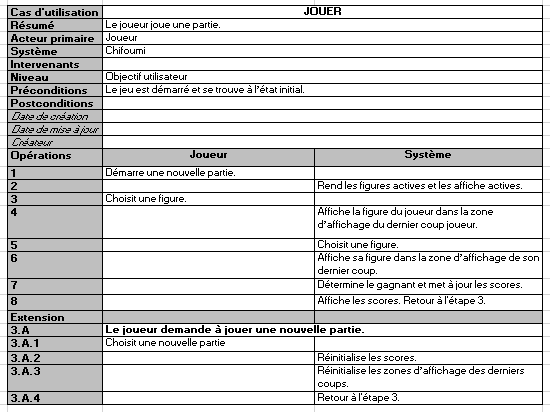 Cas d'utilisation JOUER
Résumé Le joueur joue une partie.
Acteur primaire Joueur
Système Chifoumi
Intervenants
Niveau Objectif utilisateur
Préconditions Le jeu est démarré et se trouve à l'état initial.
Postconditions
Date de création
Date de mise à jour
Créateur
Opérations Joueur Système
1 Démarre une nouvelle partie.
2 Rend les figures actives et les affiche actives.
3 Choisit une figure.
4 Affiche la figure du joueur dans la zone
d'affichage du dernier coup joueur.
5 Choisit une figure.
6 Affiche sa figure dans la zone d'affichage de son
dernier coup.
7 Détermine le gagnant et met à jour les scores.
8 Affiche les scores. Retour à l'étape 3.
Extension
3.A Le joueur demande à jouer une nouvelle partie.
3.A.1 Choisit une nouvelle partie
3.A.2 Réinitialise les scores.
3.A.3 Réinitialise les zones d'affichage des derniers
coups.
3.A.4 Retour à l'étape 3.